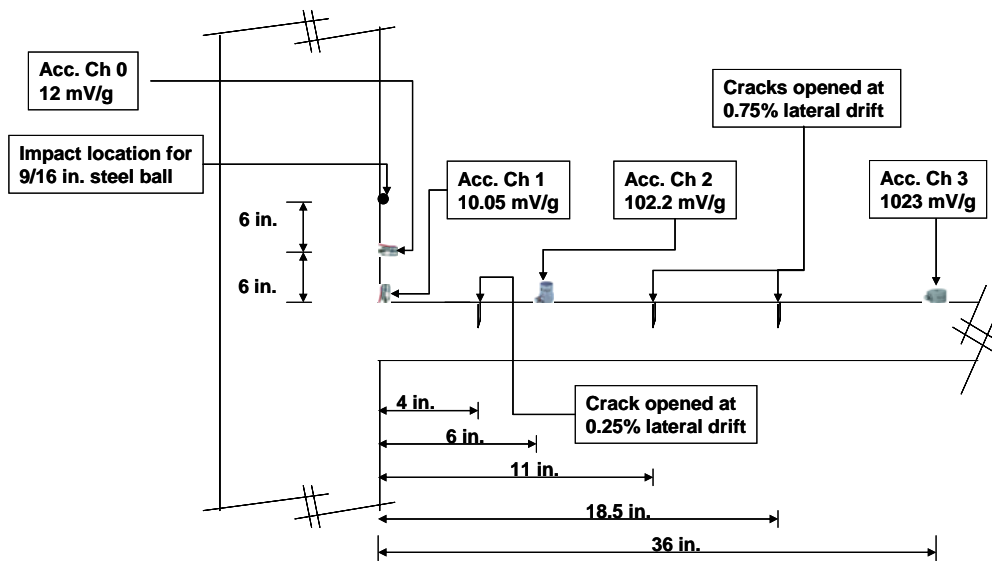 Acc. Ch 0
12 mV/g
Impact location for
9/16 in. steel ball
Acc. Ch 1
10.05 mV/g
Acc. Ch 2
102.2 mV/g
Cracks opened at
0.75% lateral drift
Acc. Ch 3
1023 mV/g
6 in.
6 in.
4 in.
Crack opened at
0.25% lateral drift
6 in.
11 in.
18.5 in.
36 in.